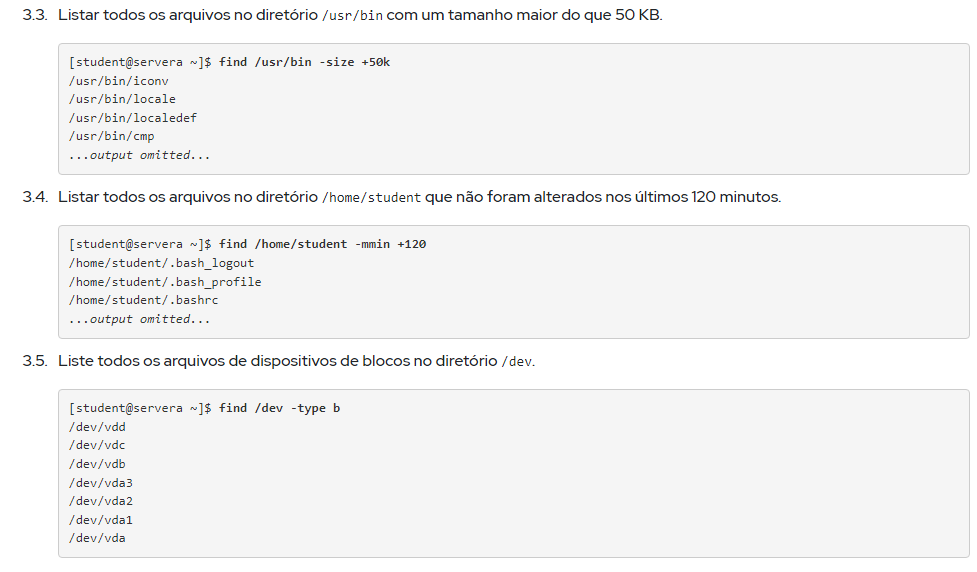 3.3. Listar todos os arquivos no diretório /usr/bin com um tamanho maior do que 50 KB.
[student@servera ~]$ find /usr/bin -size +50k
/usr/bin/iconv
/usr/bin/locale
/usr/bin/localedef
/usr/bin/cmp
...output omitted...
3.4. Listar todos os arquivos no diretório /home/student que não foram alterados nos últimos 120 minutos.
[student@servera ~]$ find /home/student -mmin +120
/home/student/.bash_logout
/home/student/.bash_profile
/home/student/.bashrc
...output omitted...
3.5. Liste todos os arquivos de dispositivos de blocos no diretório /dev.
[student@servera ~]$ find /dev -type b
/dev/vdd
/dev/vdc
/dev/vdb
/dev/vda3
/dev/vda2
/dev/vda1
/dev/vda